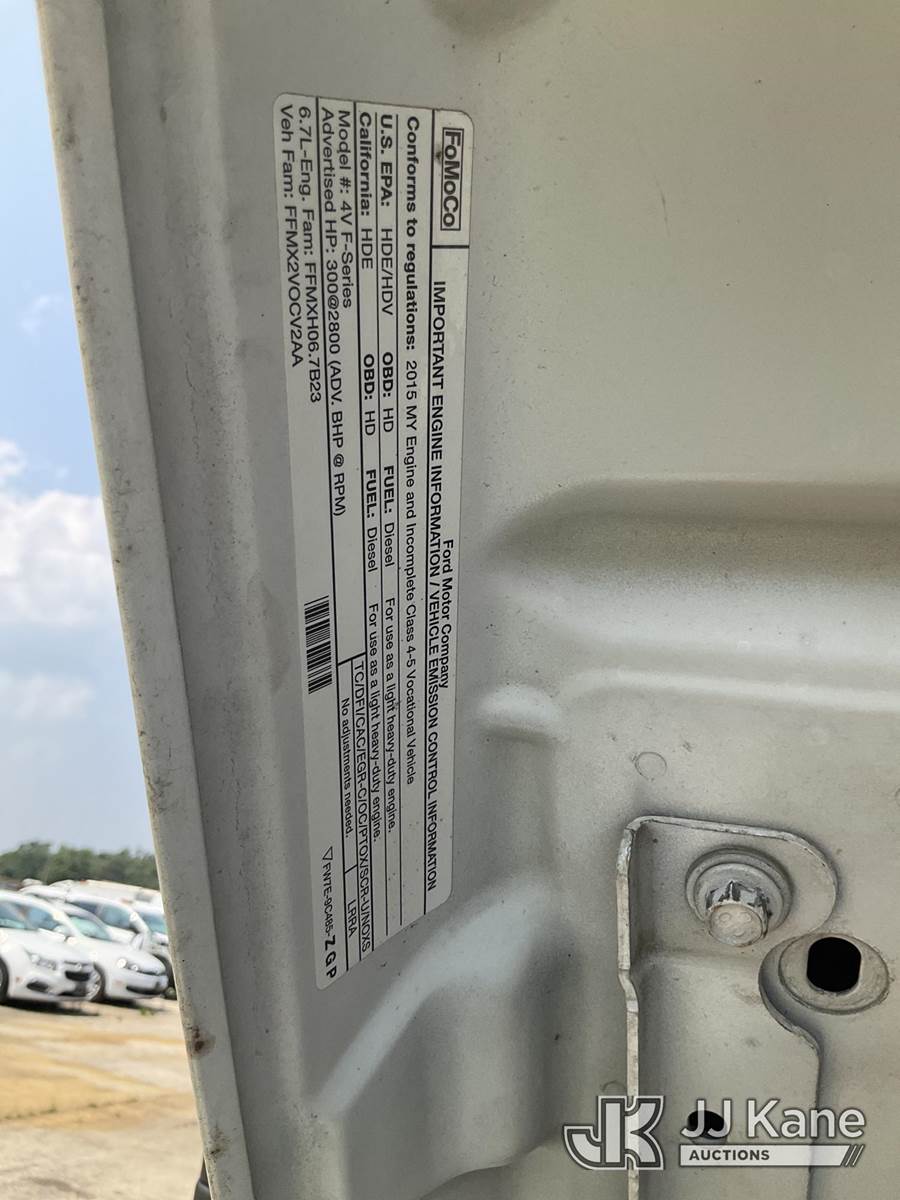 FoMoCo
Ford Motor Company
IMPORTANT ENGINE INFORMATION / VEHICLE EMISSION CONTROL INFORMATION
Conforms to regulations: 2015 MY Engine and Incomplete Class 4-5 Vocational Vehicle
U.S. EPA: HDE/HDV OBD: HD FUEL: Diesel For use as a light heavy-duty engine.
California: HDE OBD: HD FUEL: Diesel For use as a light heavy-duty engine.
Model #: 4V F-Series TC/DFI/CAC/EGR-C/OC/PTOX/SCR-U/NOXS
Advertised HP: 300@2800 (ADV. BHP @ RPM) No adjustments needed. LRRA
6.7L-Eng. Fam: FFMXH06.7B23
Veh Fam: FFMX2VOCV2AA
FW7E-9C485-ZGP
JK JJ Kane
AUCTIONS